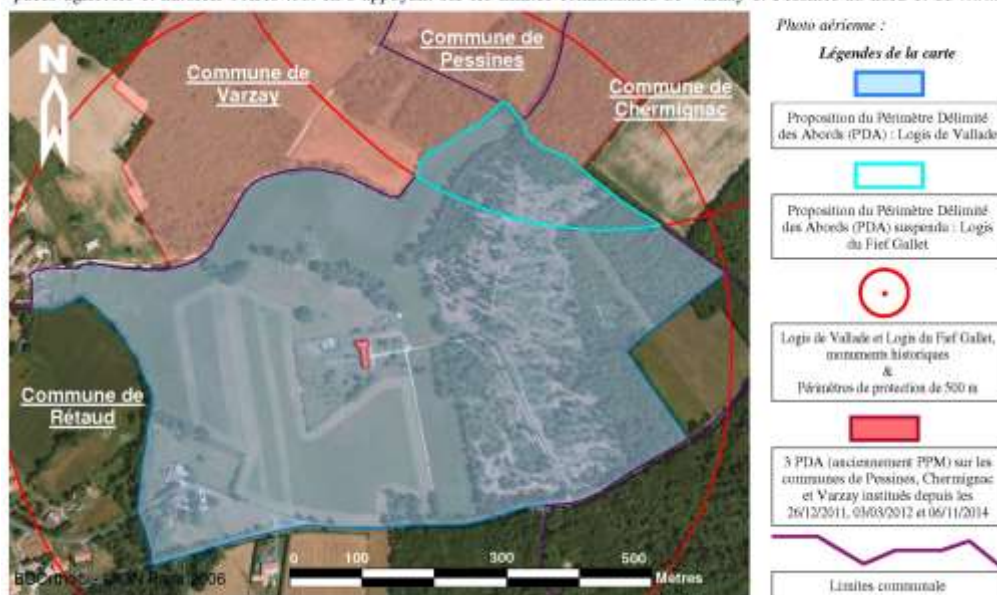 Photo aérienne :
Légendes de la carte
N
Commune de
Varzay
Commune de
Pessines
Commune de
Chermignac
Commune de
Rétaud
0 100 300 500
Mètres
Proposition du Périmètre Délimité
des Abords (PDA) : Logis de Vallade
Proposition du Périmètre Délimité
des Abords (PDA) suspendu : Logis
du Fief Gallet
Logis de Vallade et Logis du Fief Gallet,
monuments historiques
&
Périmètres de protection de 500 m
3 PDA (anciennement PPM) sur les
communes de Pessines, Chermignac
et Varzay institués depuis les
26/12/2011, 03/03/2012 et 06/11/2014
Limites communale